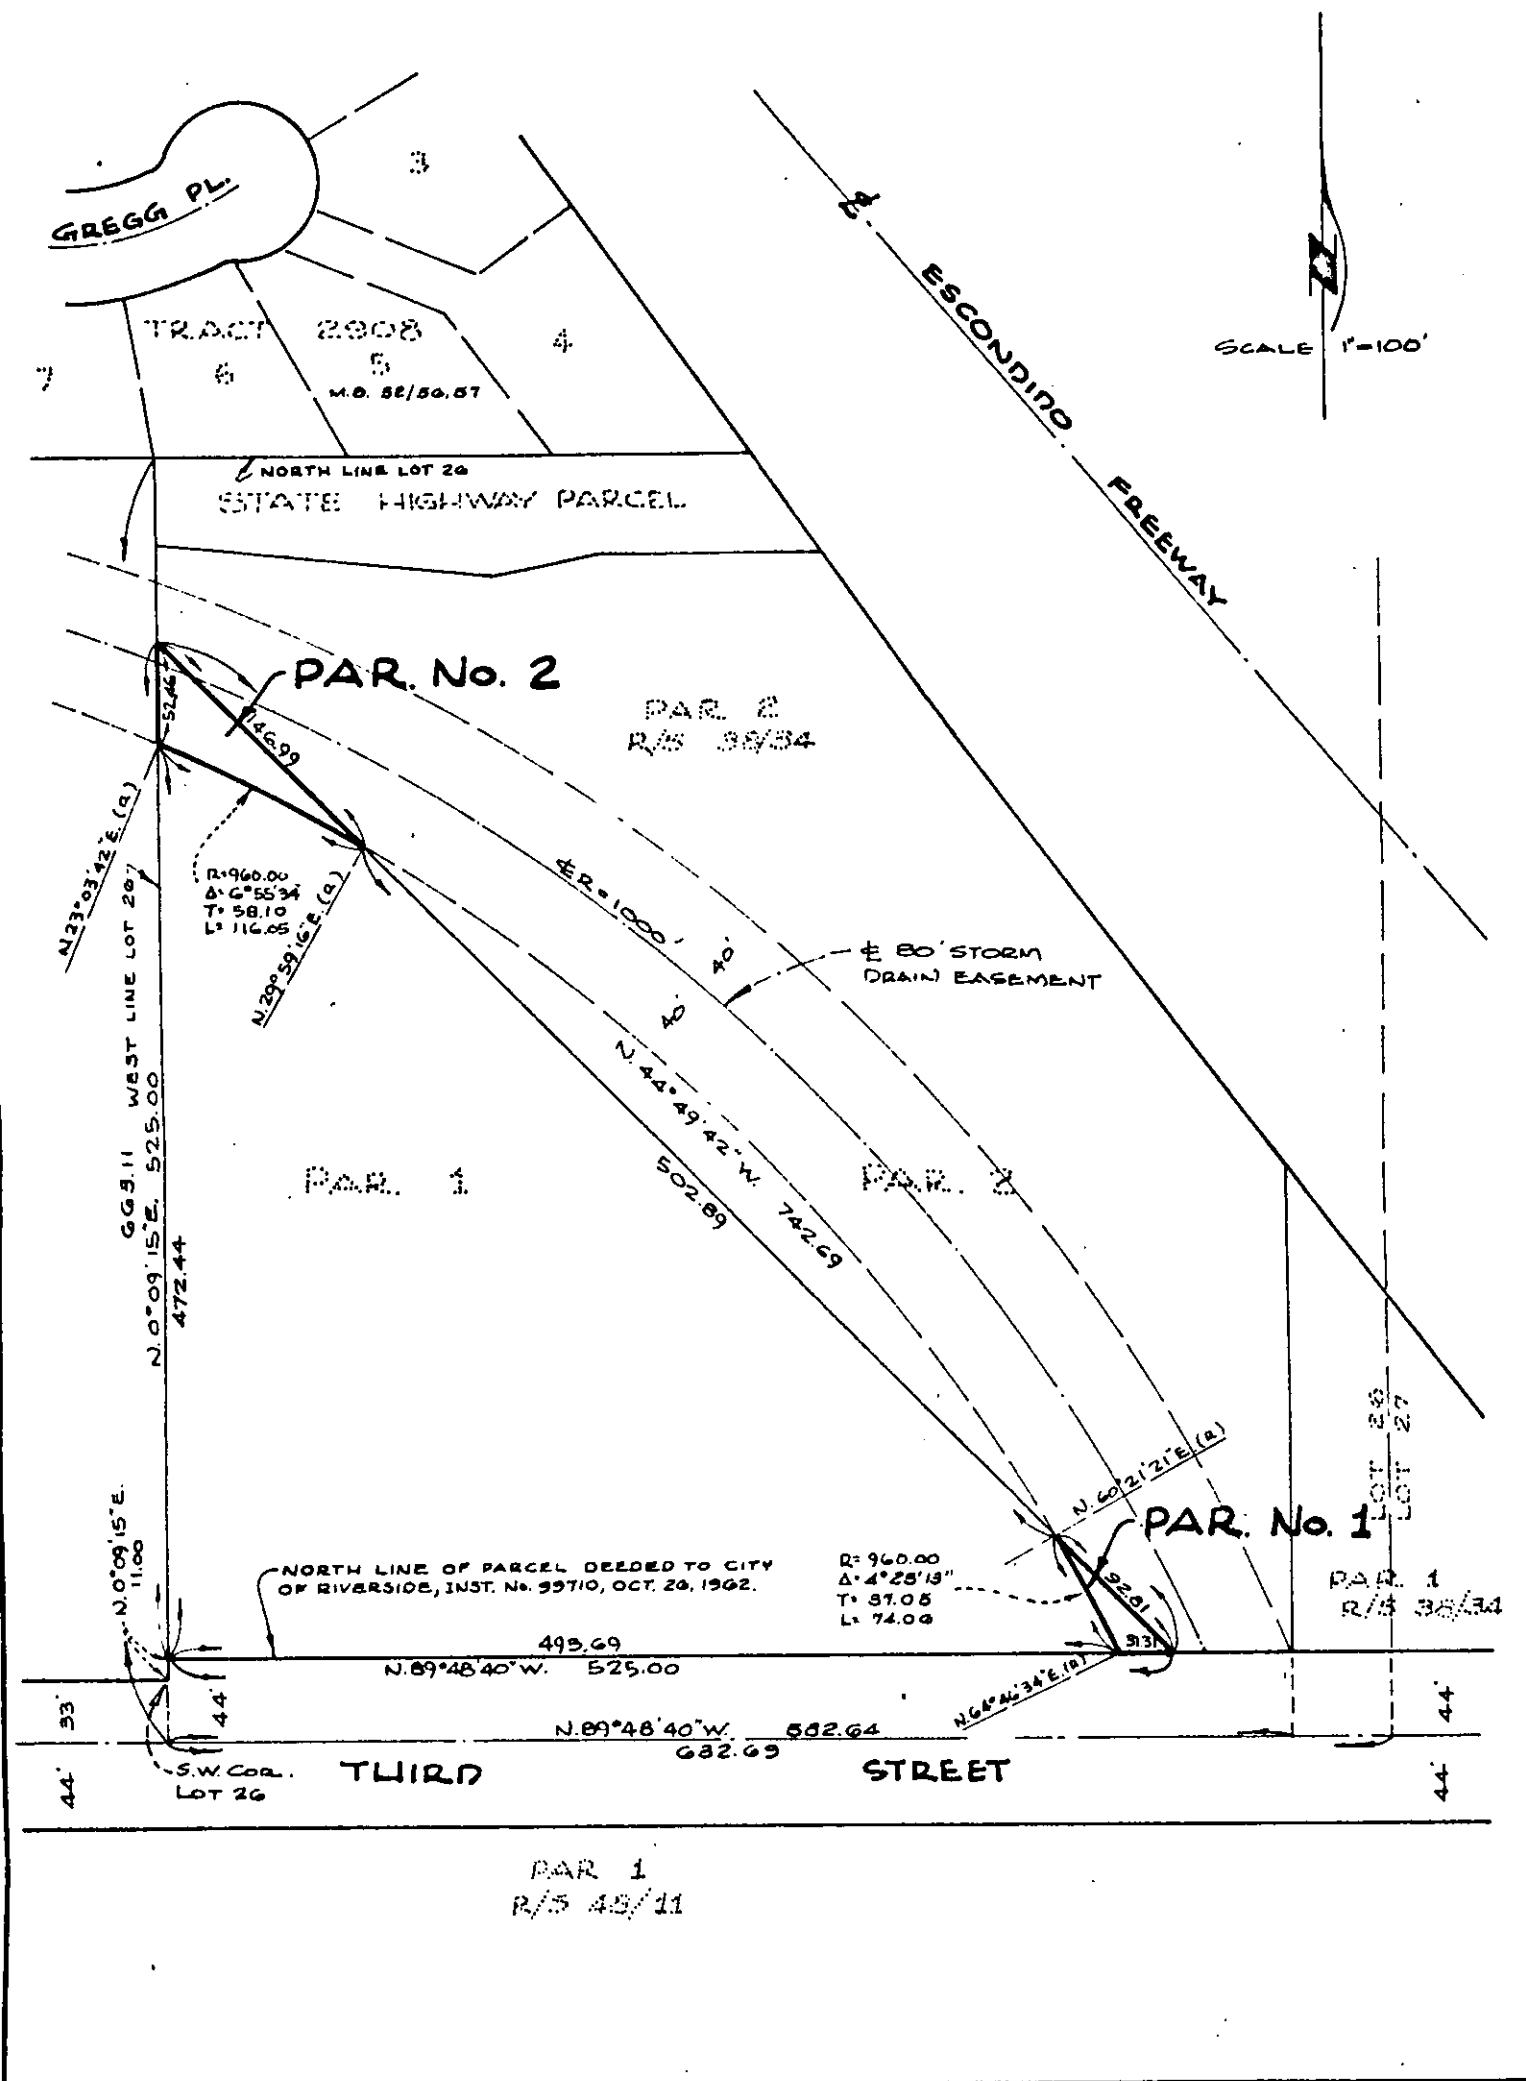 GREGG PL.
3
TRACT 2908
7
6
5
4
M.B. 52/56,57
SCALE 1"=100'
℄
ESCONDIDO
FREEWAY
NORTH LINE LOT 26
STATE HIGHWAY PARCEL
PAR. No. 2
PAR. 2
R/S 38/34
52.46
146.99
N.23°03'42"E.(R)
R=960.00
Δ=6°55'34"
T=58.10
L=116.05
N.29°59'16"E.(R)
663.11 WEST LINE LOT 26
N.0°09'15"E. 525.00
472.44
℄ R=1000'
40'
40'
℄ 80' STORM
DRAIN EASEMENT
N.44°49'42"W. 742.69
502.89
PAR. 1
PAR. 2
LOT 26
LOT 27
N.60°21'21"E.(R)
PAR. No. 1
PAR. 1
R/S 38/34
N.0°09'15"E.
11.00
NORTH LINE OF PARCEL DEEDED TO CITY
OF RIVERSIDE, INST. No. 99710, OCT. 26, 1962.
R=960.00
Δ=4°25'13"
T=37.05
L=74.06
92.81
31.31
493.69
N.89°48'40"W. 525.00
N.64°46'34"E.(R)
33'
44'
44'
N.89°48'40"W. 582.64
682.69
44'
44'
S.W. COR.
LOT 26
THIRD STREET
PAR 1
R/S 48/11